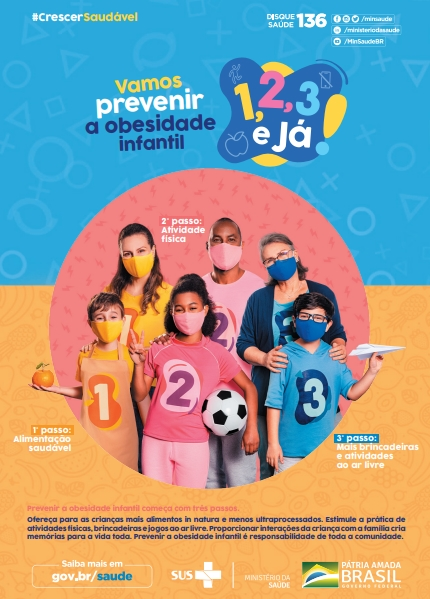 #CrescerSaudável
DISQUE SAÚDE 136
/minsaude
/ministeriodasaude
/MinSaudeBR
Vamos
prevenir
a obesidade
infantil
1, 2, 3
e Já!
2º passo:
Atividade
física
1
2
3
1º passo:
Alimentação
saudável
3º passo:
Mais brincadeiras
e atividades
ao ar livre
Prevenir a obesidade infantil começa com três passos.
Ofereça para as crianças mais alimentos in natura e menos ultraprocessados. Estimule a prática de
atividades físicas, brincadeiras e jogos ao ar livre. Proporcionar interações da criança com a família cria
memórias para a vida toda. Prevenir a obesidade infantil é responsabilidade de toda a comunidade.
Saiba mais em
gov.br/saude
SUS
MINISTÉRIO DA
SAÚDE
PÁTRIA AMADA
BRASIL